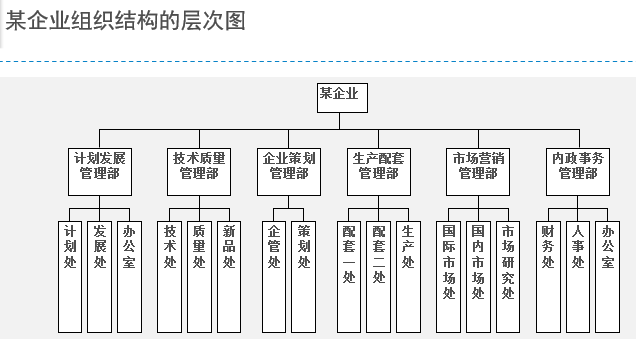 某企业组织结构的层次图
某企业
计划发展
管理部
技术质量
管理部
企业策划
管理部
生产配套
管理部
市场营销
管理部
内政事务
管理部
计划处
发展处
办公室
技术处
质量处
新品处
企管处
策划处
配套一处
配套二处
生产处
国际市场处
国内市场处
市场研究处
财务处
人事处
办公室